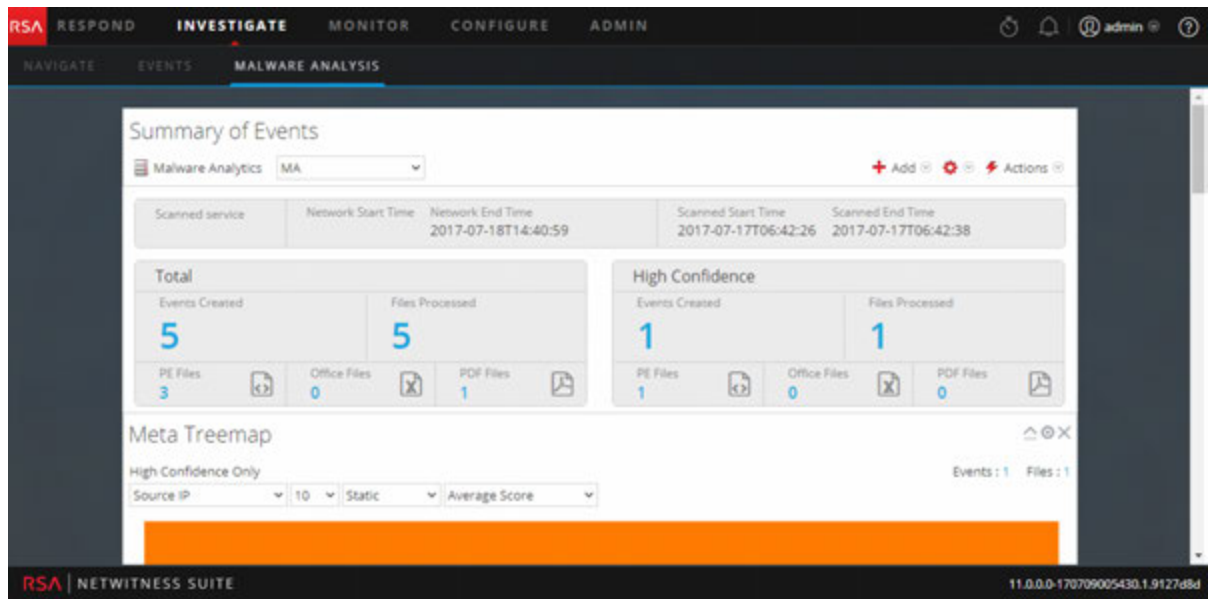 RSA RESPOND INVESTIGATE MONITOR CONFIGURE ADMIN admin
NAVIGATE EVENTS MALWARE ANALYSIS
Summary of Events
Malware Analytics MA Add Actions
Scanned service Network Start Time Network End Time Scanned Start Time Scanned End Time
2017-07-18T14:40:59 2017-07-17T06:42:26 2017-07-17T06:42:38
Total High Confidence
Events Created Files Processed Events Created Files Processed
5 5 1 1
PE Files Office Files PDF Files PE Files Office Files PDF Files
3 0 1 1 0 0
Meta Treemap
High Confidence Only Events : 1 Files : 1
Source IP 10 Static Average Score
RSA NETWITNESS SUITE 11.0.0.0-170709005430.1.9127d8d